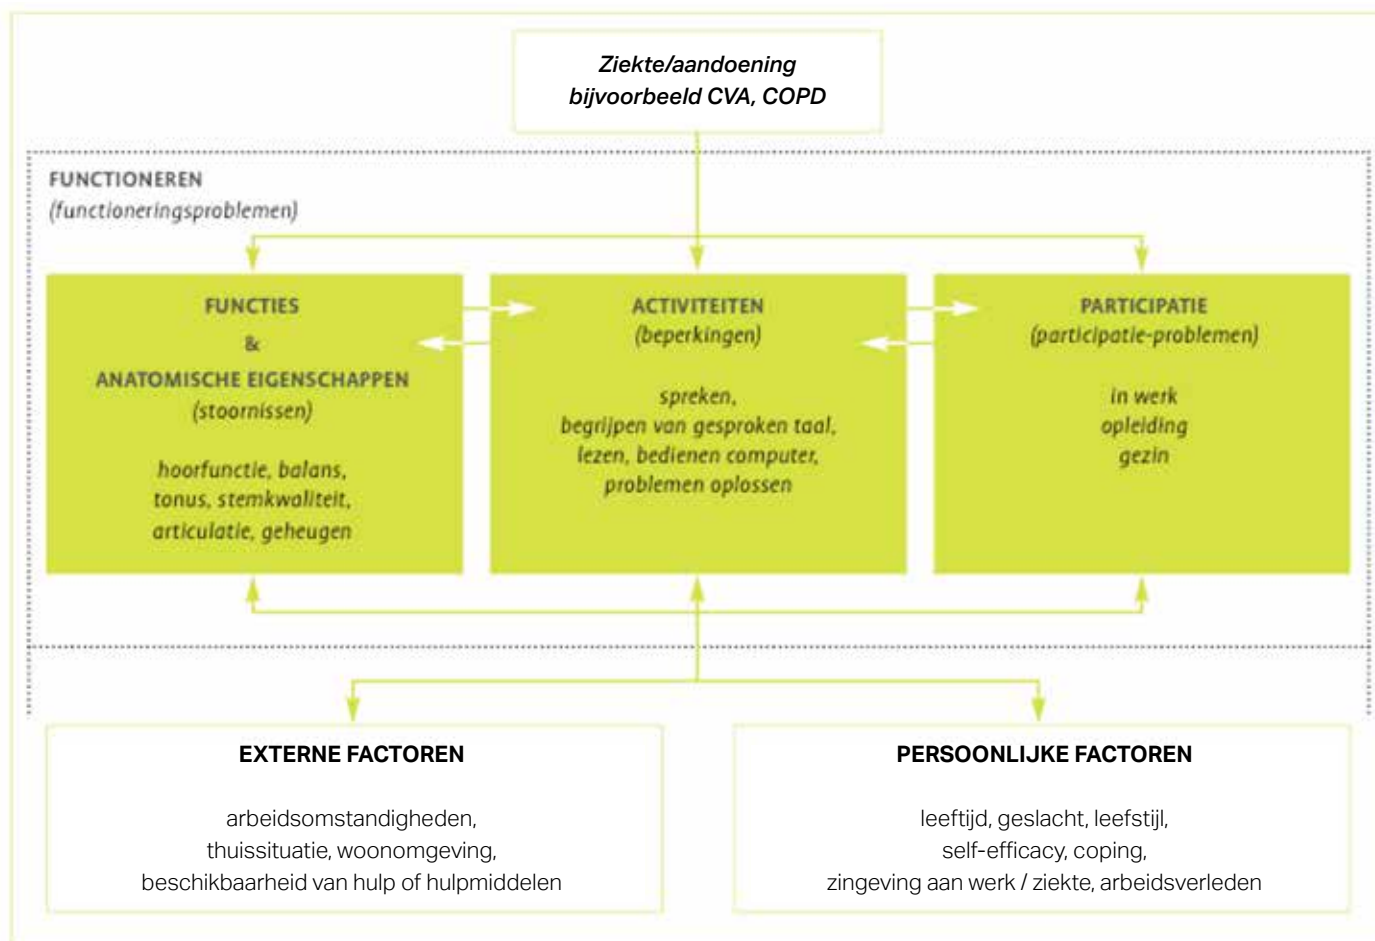 Ziekte/aandoening
bijvoorbeeld CVA, COPD
FUNCTIONEREN
(functioneringsproblemen)
FUNCTIES
&
ANATOMISCHE EIGENSCHAPPEN
(stoornissen)
hoorfunctie, balans,
tonus, stemkwaliteit,
articulatie, geheugen
ACTIVITEITEN
(beperkingen)
spreken,
begrijpen van gesproken taal,
lezen, bedienen computer,
problemen oplossen
PARTICIPATIE
(participatie-problemen)
in werk
opleiding
gezin
EXTERNE FACTOREN
arbeidsomstandigheden,
thuissituatie, woonomgeving,
beschikbaarheid van hulp of hulpmiddelen
PERSOONLIJKE FACTOREN
leeftijd, geslacht, leefstijl,
self-efficacy, coping,
zingeving aan werk / ziekte, arbeidsverleden